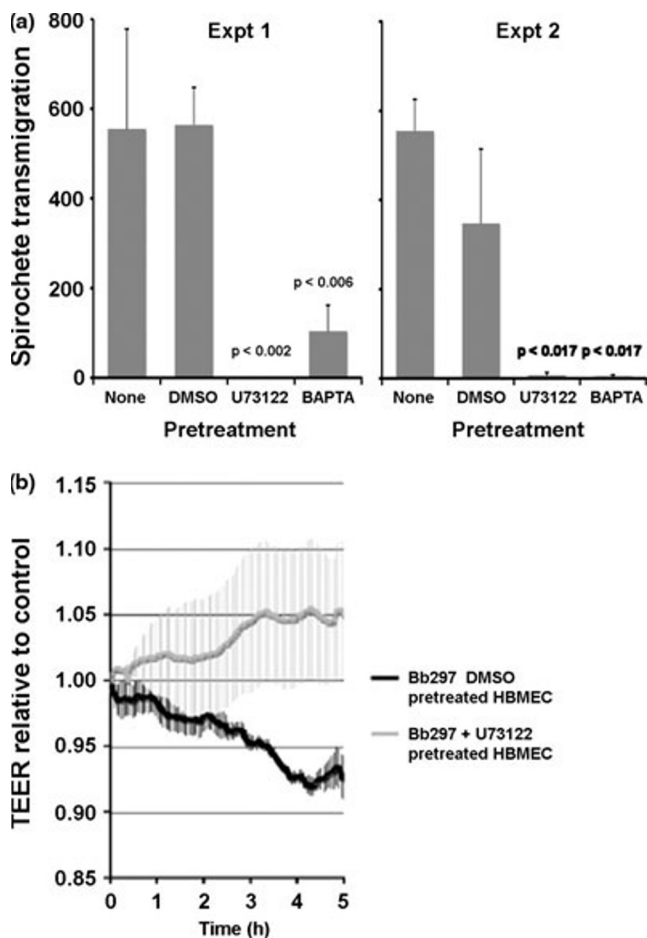 (a)
800
600
400
200
0
Spirochete transmigration
Expt 1
Expt 2
p < 0.002
p < 0.006
p < 0.017 p < 0.017
None DMSO U73122 BAPTA
None DMSO U73122 BAPTA
Pretreatment
Pretreatment
(b)
1.15
1.10
1.05
1.00
0.95
0.90
0.85
TEER relative to control
0 1 2 3 4 5
Time (h)
Bb297 DMSO
pretreated HBMEC
Bb297 + U73122
pretreated HBMEC